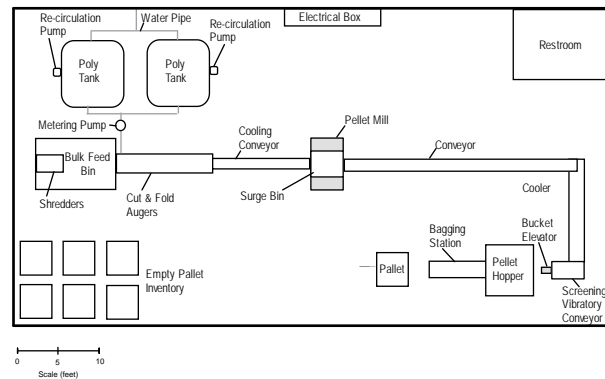 Re-circulation
Pump
Water Pipe
Re-circulation
Pump
Electrical Box
Restroom
Poly
Tank
Poly
Tank
Metering Pump
Pellet Mill
Cooling
Conveyor
Conveyor
Bulk Feed
Bin
Shredders
Cut & Fold
Augers
Surge Bin
Cooler
Empty Pallet
Inventory
Pallet
Bagging
Station
Pellet
Hopper
Bucket
Elevator
Screening
Vibratory
Conveyor
0
5
10
Scale (feet)